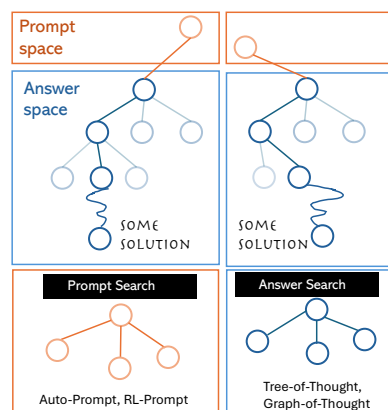 Prompt
space
Answer
space
SOME
SOLUTION
SOME
SOLUTION
Prompt Search
Answer Search
Auto-Prompt, RL-Prompt
Tree-of-Thought,
Graph-of-Thought